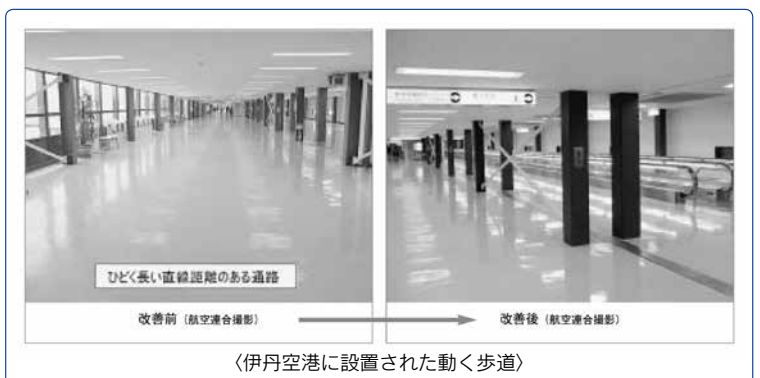 ひどく長い直線距離のある通路
改善前（航空連合撮影）
改善後（航空連合撮影）
〈伊丹空港に設置された動く歩道〉